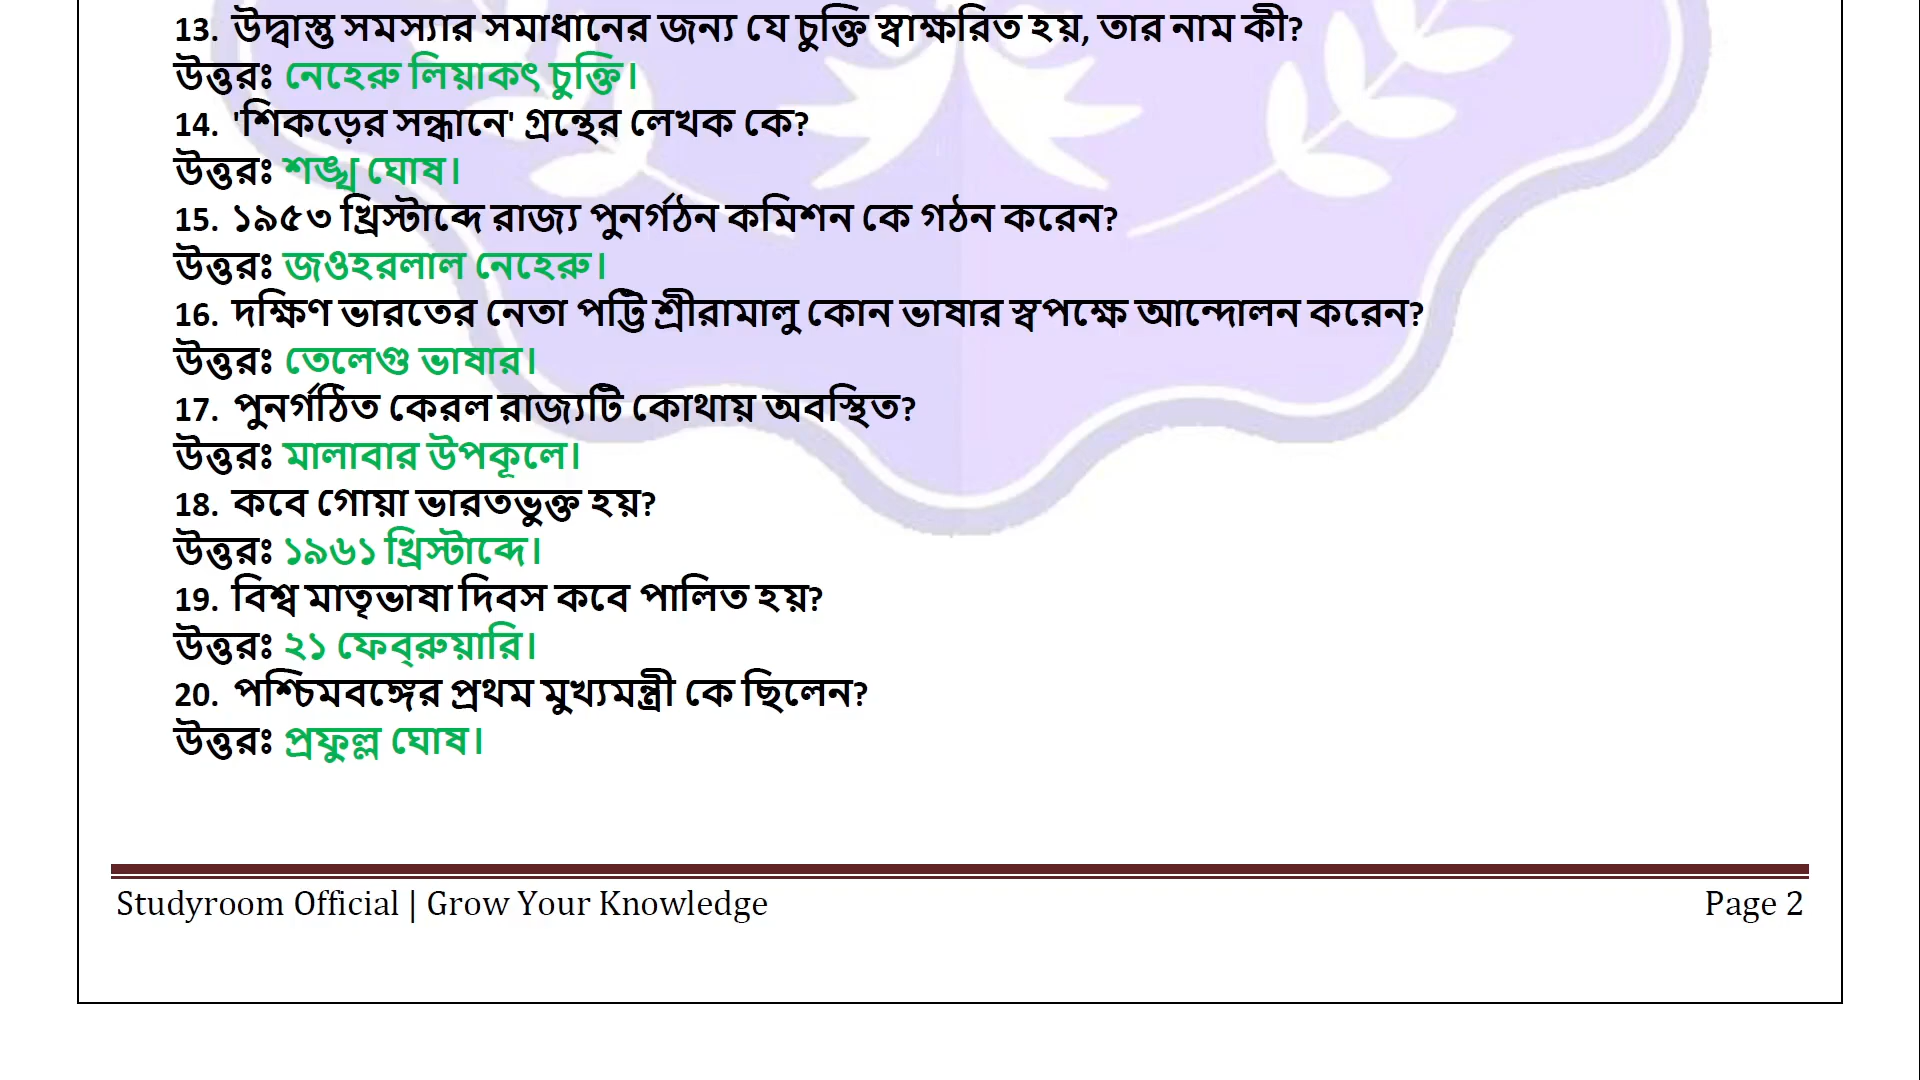 13. উদ্বাস্তু সমস্যার সমাধানের জন্য যে চুক্তি স্বাক্ষরিত হয়, তার নাম কী?
উত্তরঃ নেহেরু লিয়াকৎ চুক্তি।
14. 'শিকড়ের সন্ধানে' গ্রন্থের লেখক কে?
উত্তরঃ শঙ্খ ঘোষ।
15. ১৯৫৩ খ্রিস্টাব্দে রাজ্য পুনর্গঠন কমিশন কে গঠন করেন?
উত্তরঃ জওহরলাল নেহেরু।
16. দক্ষিণ ভারতের নেতা পট্টি শ্রীরামালু কোন ভাষার স্বপক্ষে আন্দোলন করেন?
উত্তরঃ তেলেগু ভাষার।
17. পুনর্গঠিত কেরল রাজ্যটি কোথায় অবস্থিত?
উত্তরঃ মালাবার উপকূলে।
18. কবে গোয়া ভারতভুক্ত হয়?
উত্তরঃ ১৯৬১ খ্রিস্টাব্দে।
19. বিশ্ব মাতৃভাষা দিবস কবে পালিত হয়?
উত্তরঃ ২১ ফেব্রুয়ারি।
20. পশ্চিমবঙ্গের প্রথম মুখ্যমন্ত্রী কে ছিলেন?
উত্তরঃ প্রফুল্ল ঘোষ।
Studyroom Official | Grow Your Knowledge Page 2